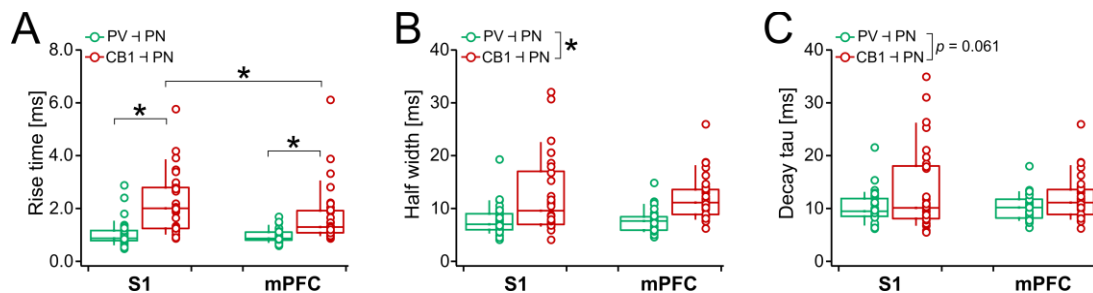 A
PV ⊣ PN
CB1 ⊣ PN
Rise time [ms]
8.0
6.0
4.0
2.0
0.0
*
*
*
S1
mPFC
B
PV ⊣ PN
CB1 ⊣ PN
*
Half width [ms]
40
30
20
10
0
S1
mPFC
C
PV ⊣ PN
CB1 ⊣ PN
p = 0.061
Decay tau [ms]
40
30
20
10
0
S1
mPFC